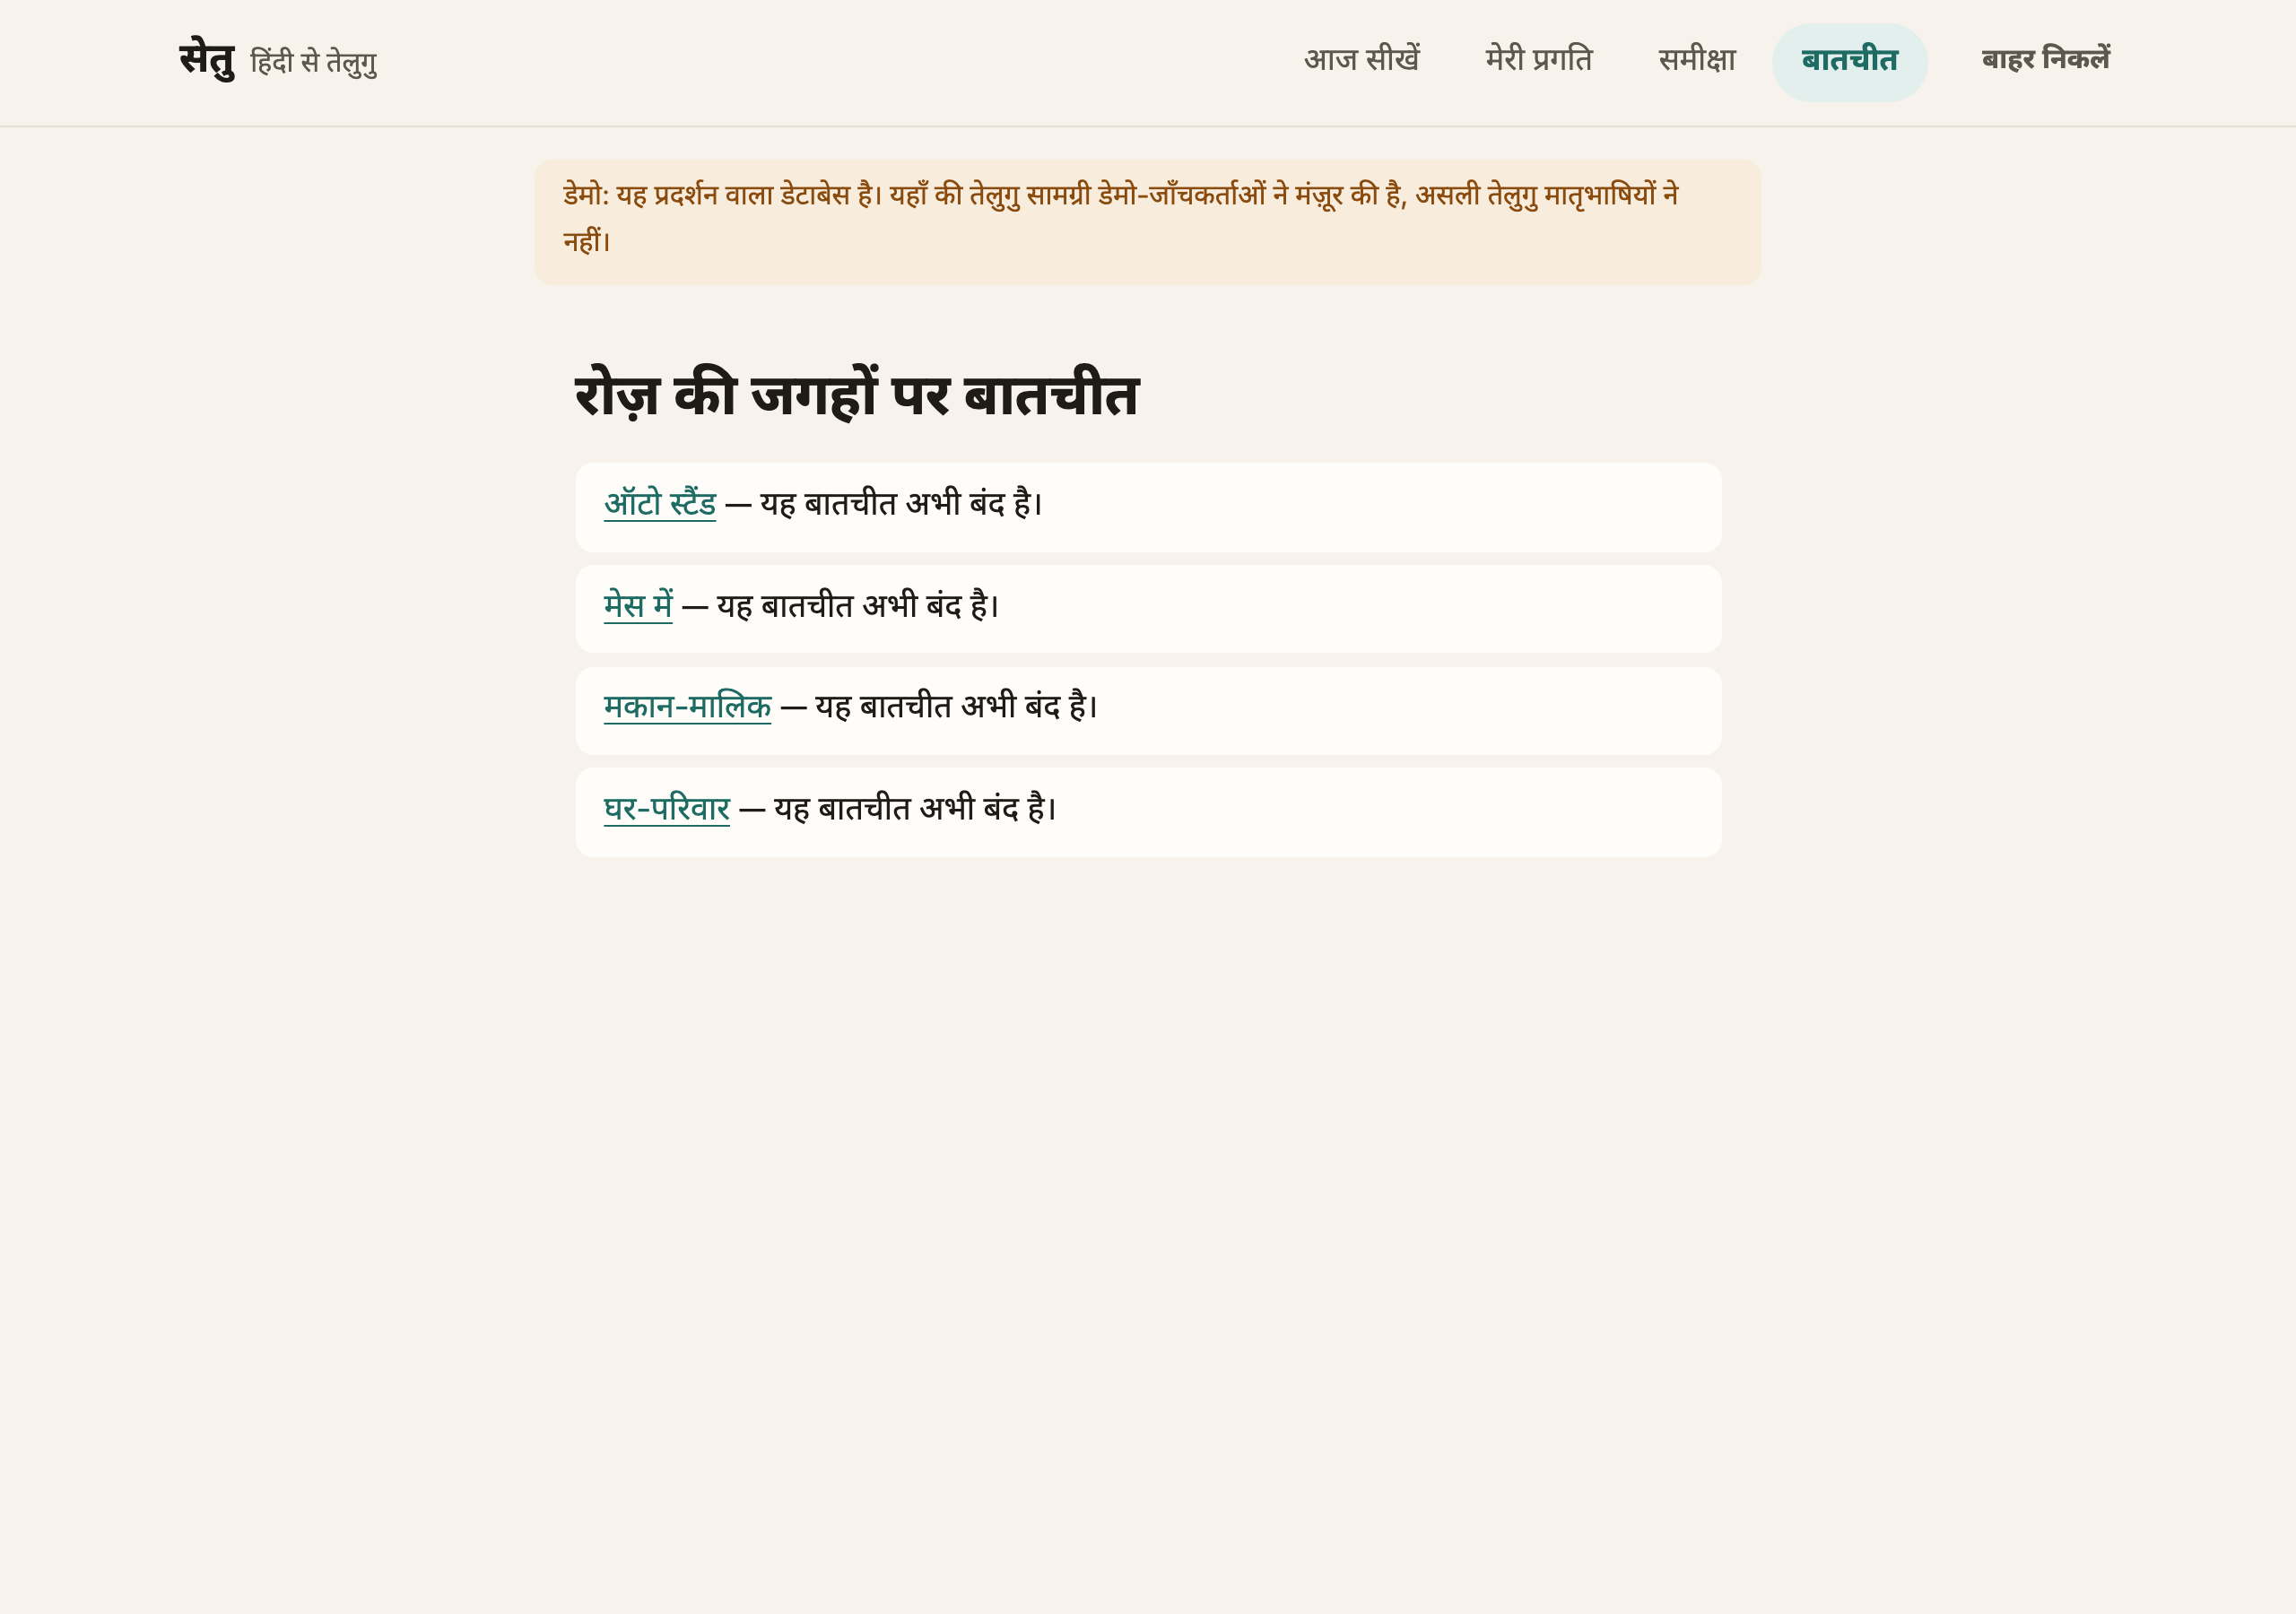 सेतु हिंदी से तेलुगु
आज सीखें
मेरी प्रगति
समीक्षा
बातचीत
बाहर निकलें
डेमो: यह प्रदर्शन वाला डेटाबेस है। यहाँ की तेलुगु सामग्री डेमो-जाँचकर्ताओं ने मंज़ूर की है, असली तेलुगु मातृभाषियों ने
नहीं।
रोज़ की जगहों पर बातचीत
ऑटो स्टैंड — यह बातचीत अभी बंद है।
मेस में — यह बातचीत अभी बंद है।
मकान-मालिक — यह बातचीत अभी बंद है।
घर-परिवार — यह बातचीत अभी बंद है।